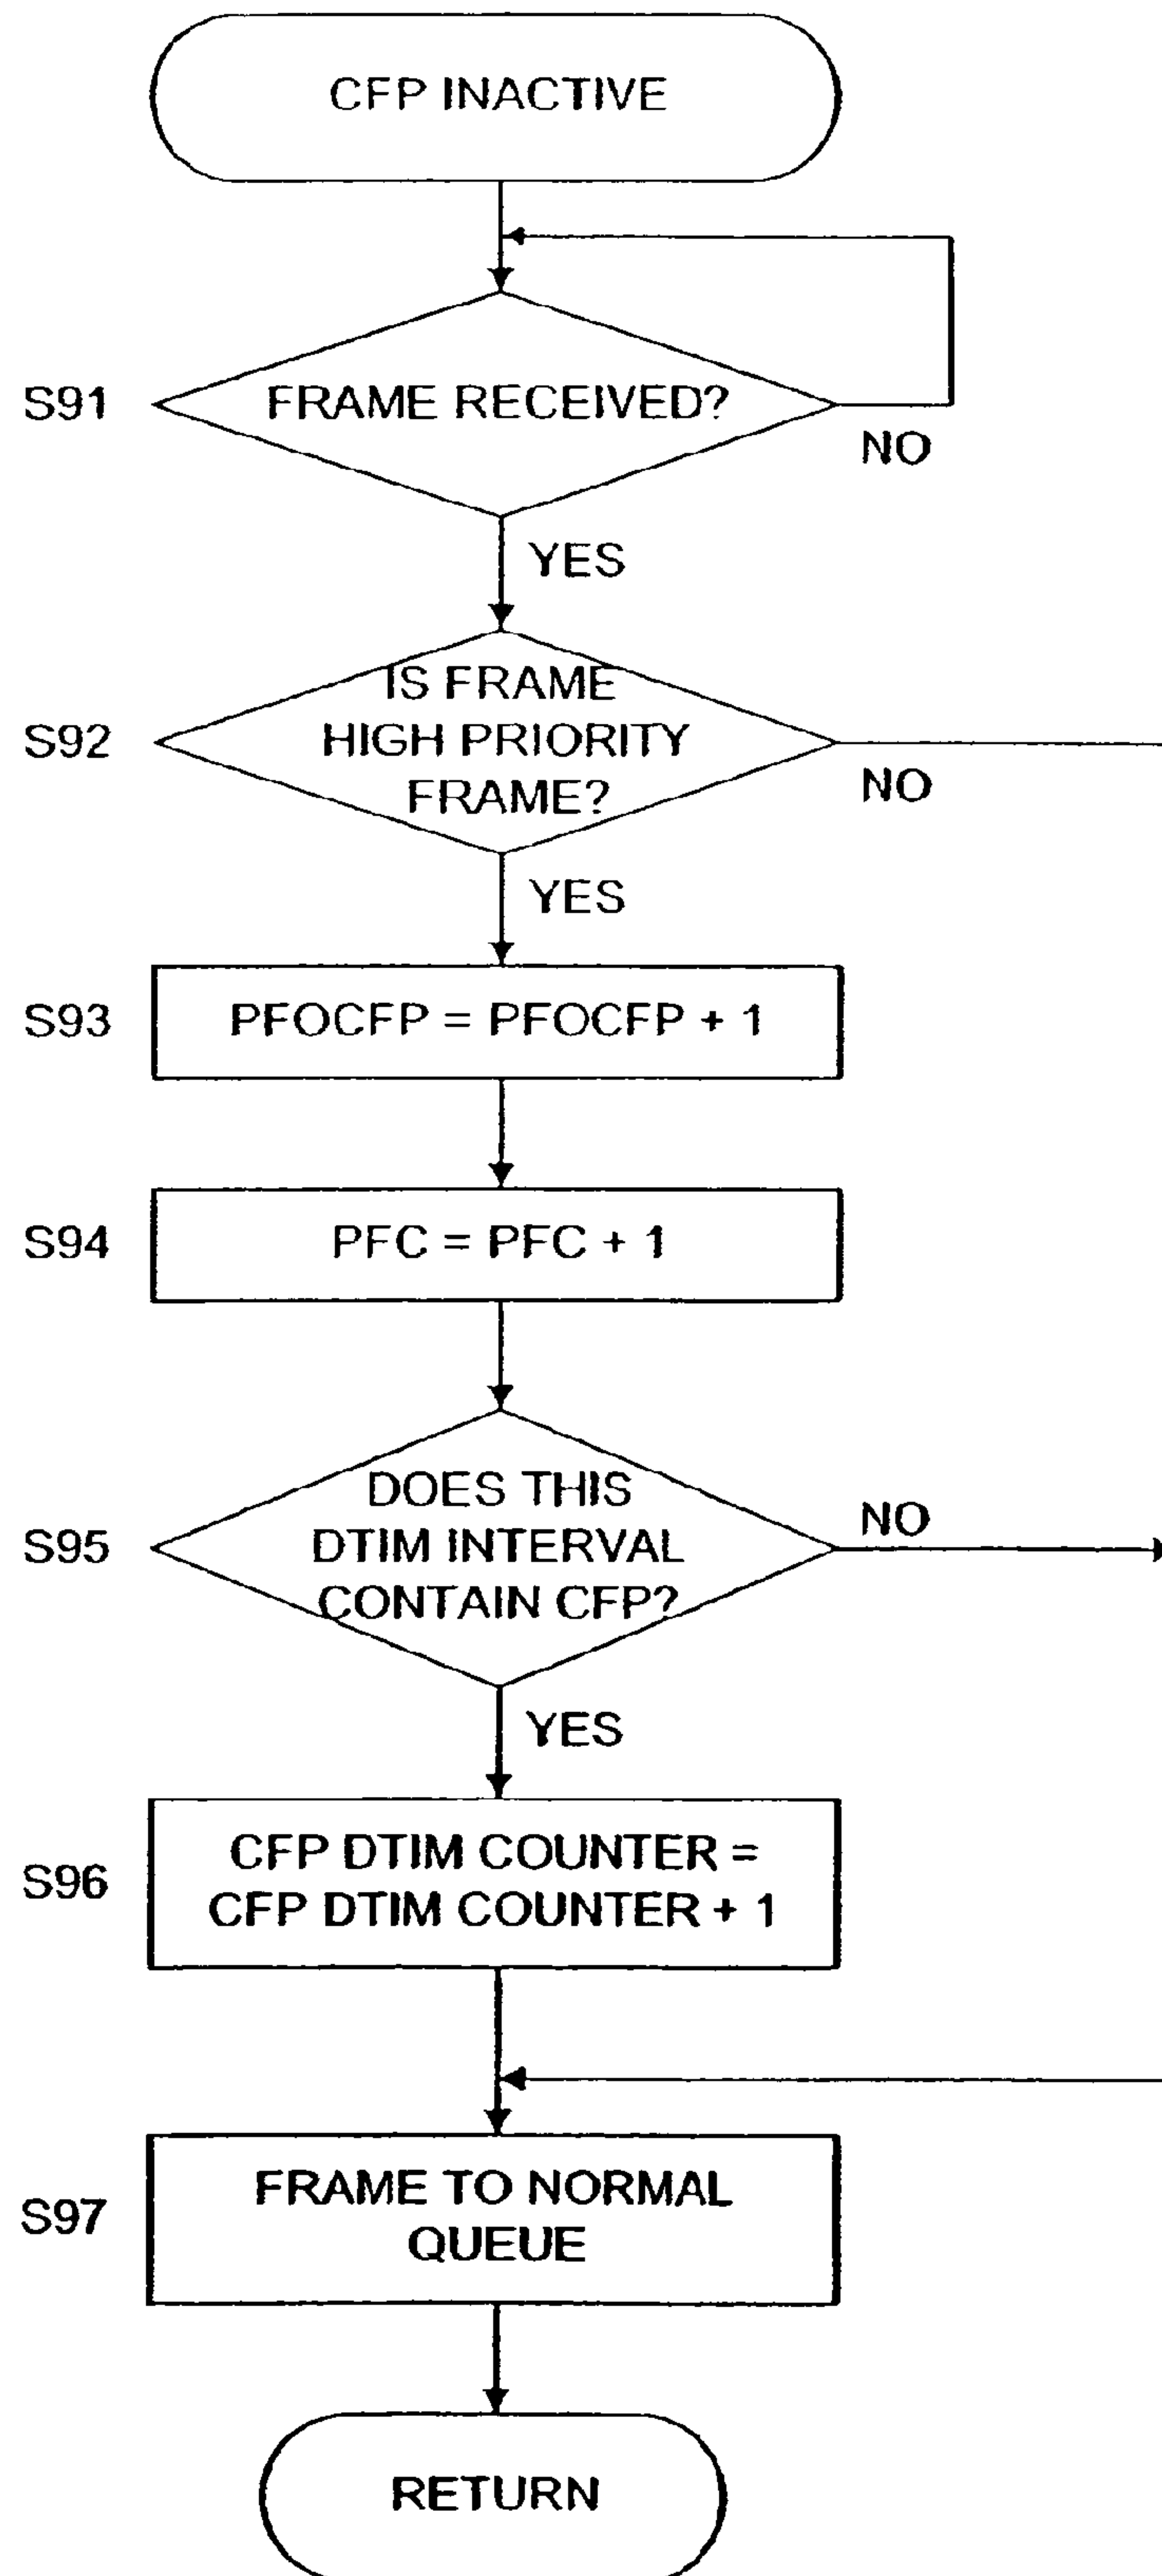 CFP INACTIVE
S91
FRAME RECEIVED?
NO
YES
S92
IS FRAME
HIGH PRIORITY
FRAME?
NO
YES
S93
PFOCFP = PFOCFP + 1
S94
PFC = PFC + 1
S95
DOES THIS
DTIM INTERVAL
CONTAIN CFP?
NO
YES
S96
CFP DTIM COUNTER =
CFP DTIM COUNTER + 1
S97
FRAME TO NORMAL
QUEUE
RETURN